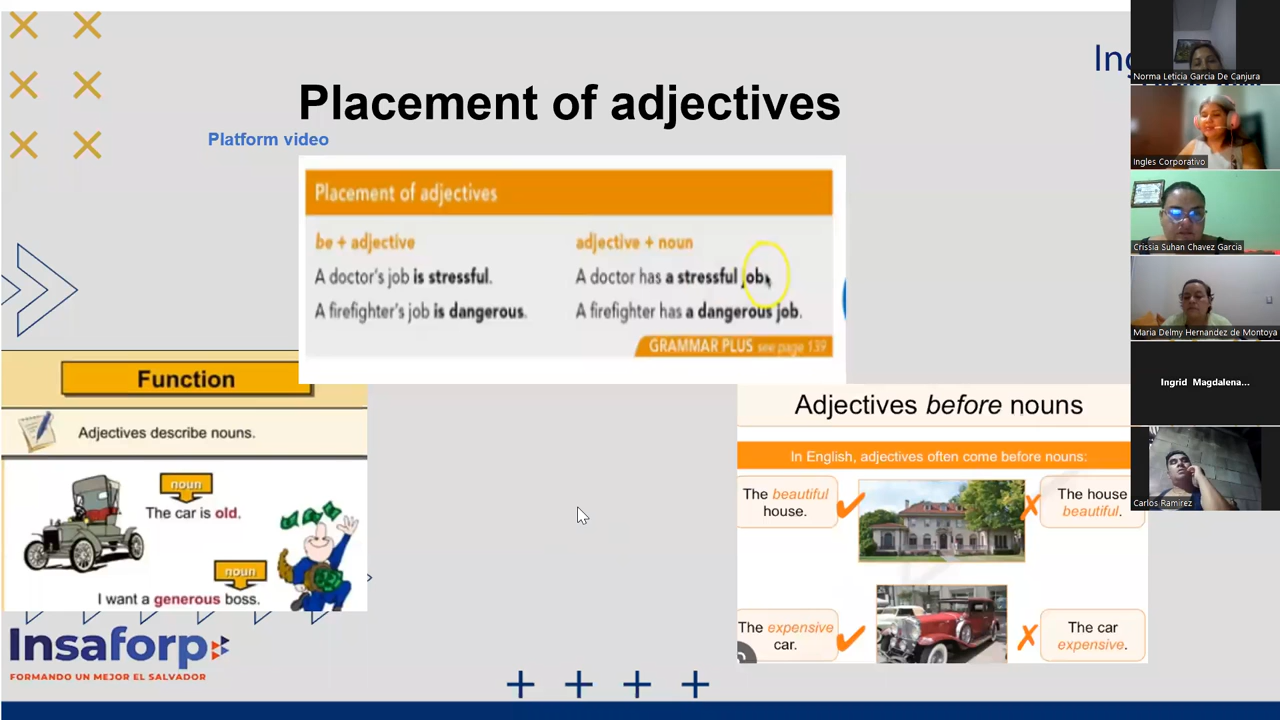 Placement of adjectives
Platform video
Placement of adjectives
be + adjective
A doctor's job is stressful.
A firefighter's job is dangerous.
adjective + noun
A doctor has a stressful job.
A firefighter has a dangerous job.
GRAMMAR PLUS see page 139
Function
Adjectives describe nouns.
noun
The car is old.
noun
I want a generous boss.
Adjectives before nouns
In English, adjectives often come before nouns:
The beautiful
house.
The house
beautiful.
The expensive
car.
The car
expensive.
Insaforp
FORMANDO UN MEJOR EL SALVADOR
Norma Leticia Garcia De Canjura
Ingles Corporativo
Crissia Suhan Chavez Garcia
Maria Delmy Hernandez de Montoya
Ingrid Magdalena...
Carlos Ramirez